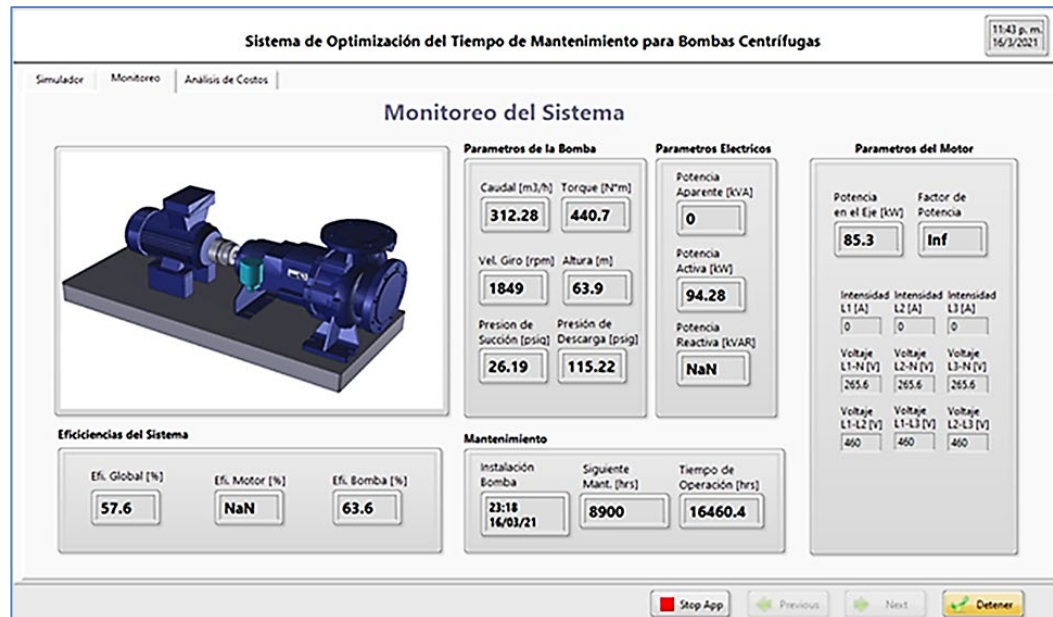 Sistema de Optimización del Tiempo de Mantenimiento para Bombas Centrífugas
11:43 p. m.
16/3/2021
Simulador
Monitoreo
Análisis de Costos
Monitoreo del Sistema
Parametros de la Bomba
Caudal [m3/h]
312.28
Torque [N*m]
440.7
Vel. Giro [rpm]
1849
Altura [m]
63.9
Presion de
Succión [psig]
26.19
Presión de
Descarga [psig]
115.22
Parametros Electricos
Potencia
Aparente [kVA]
0
Potencia
Activa [kW]
94.28
Potencia
Reactiva [kVAR]
NaN
Parametros del Motor
Potencia
en el Eje [kW]
85.3
Factor de
Potencia
Inf
Intensidad
L1 [A]
0
Intensidad
L2 [A]
0
Intensidad
L3 [A]
0
Voltaje
L1-N [V]
265.6
Voltaje
L2-N [V]
265.6
Voltaje
L3-N [V]
265.6
Voltaje
L1-L2 [V]
460
Voltaje
L1-L3 [V]
460
Voltaje
L2-L3 [V]
460
Eficiciencias del Sistema
Efi. Global [%]
57.6
Efi. Motor [%]
NaN
Efi. Bomba [%]
63.6
Mantenimiento
Instalación
Bomba
23:18
16/03/21
Siguiente
Mant. [hrs]
8900
Tiempo de
Operación [hrs]
16460.4
Stop App
Previous
Next
Detener